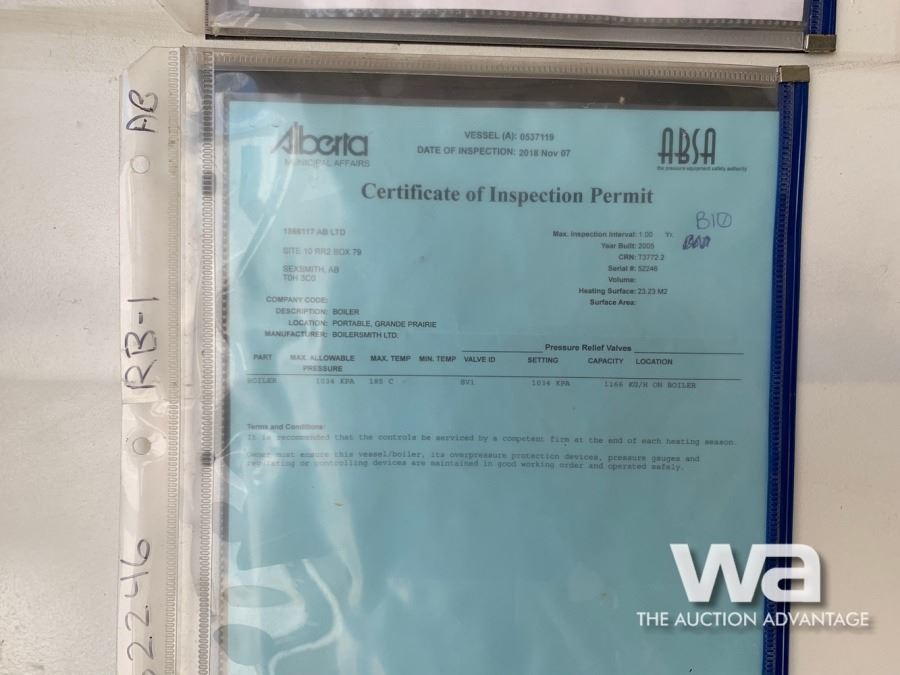 Alberta
MUNICIPAL AFFAIRS
VESSEL (A): 0537119
DATE OF INSPECTION: 2018 Nov 07
ABSA
the pressure equipment safety authority
Certificate of Inspection Permit
B10
1566117 AB LTD
SITE 10 RR2 BOX 79
SEXSMITH, AB
T0H 3C0
Max. Inspection Interval: 1.00 Yr.
Year Built: 2005
CRN: T3772.2
Serial #: 52246
Volume:
Heating Surface: 23.23 M2
Surface Area:
COMPANY CODE:
DESCRIPTION: BOILER
LOCATION: PORTABLE, GRANDE PRAIRIE
MANUFACTURER: BOILERSMITH LTD.
Pressure Relief Valves
PART MAX. ALLOWABLE PRESSURE MAX. TEMP MIN. TEMP VALVE ID SETTING CAPACITY LOCATION
BOILER 1034 KPA 185 C SV1 1034 KPA 1166 KG/H ON BOILER
Terms and Conditions:
It is recommended that the controls be serviced by a competent firm at the end of each heating season.
Owner must ensure this vessel/boiler, its overpressure protection devices, pressure gauges and
regulating or controlling devices are maintained in good working order and operated safely.
52246 RB-1 AB
wa
THE AUCTION ADVANTAGE